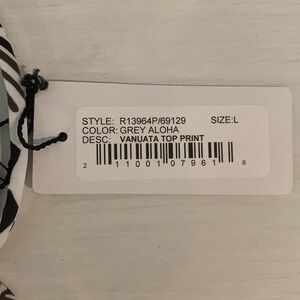 STYLE: R13964P/69129 SIZE:L
COLOR: GREY ALOHA
DESC: VANUATA TOP PRINT
2 11001 07961 6